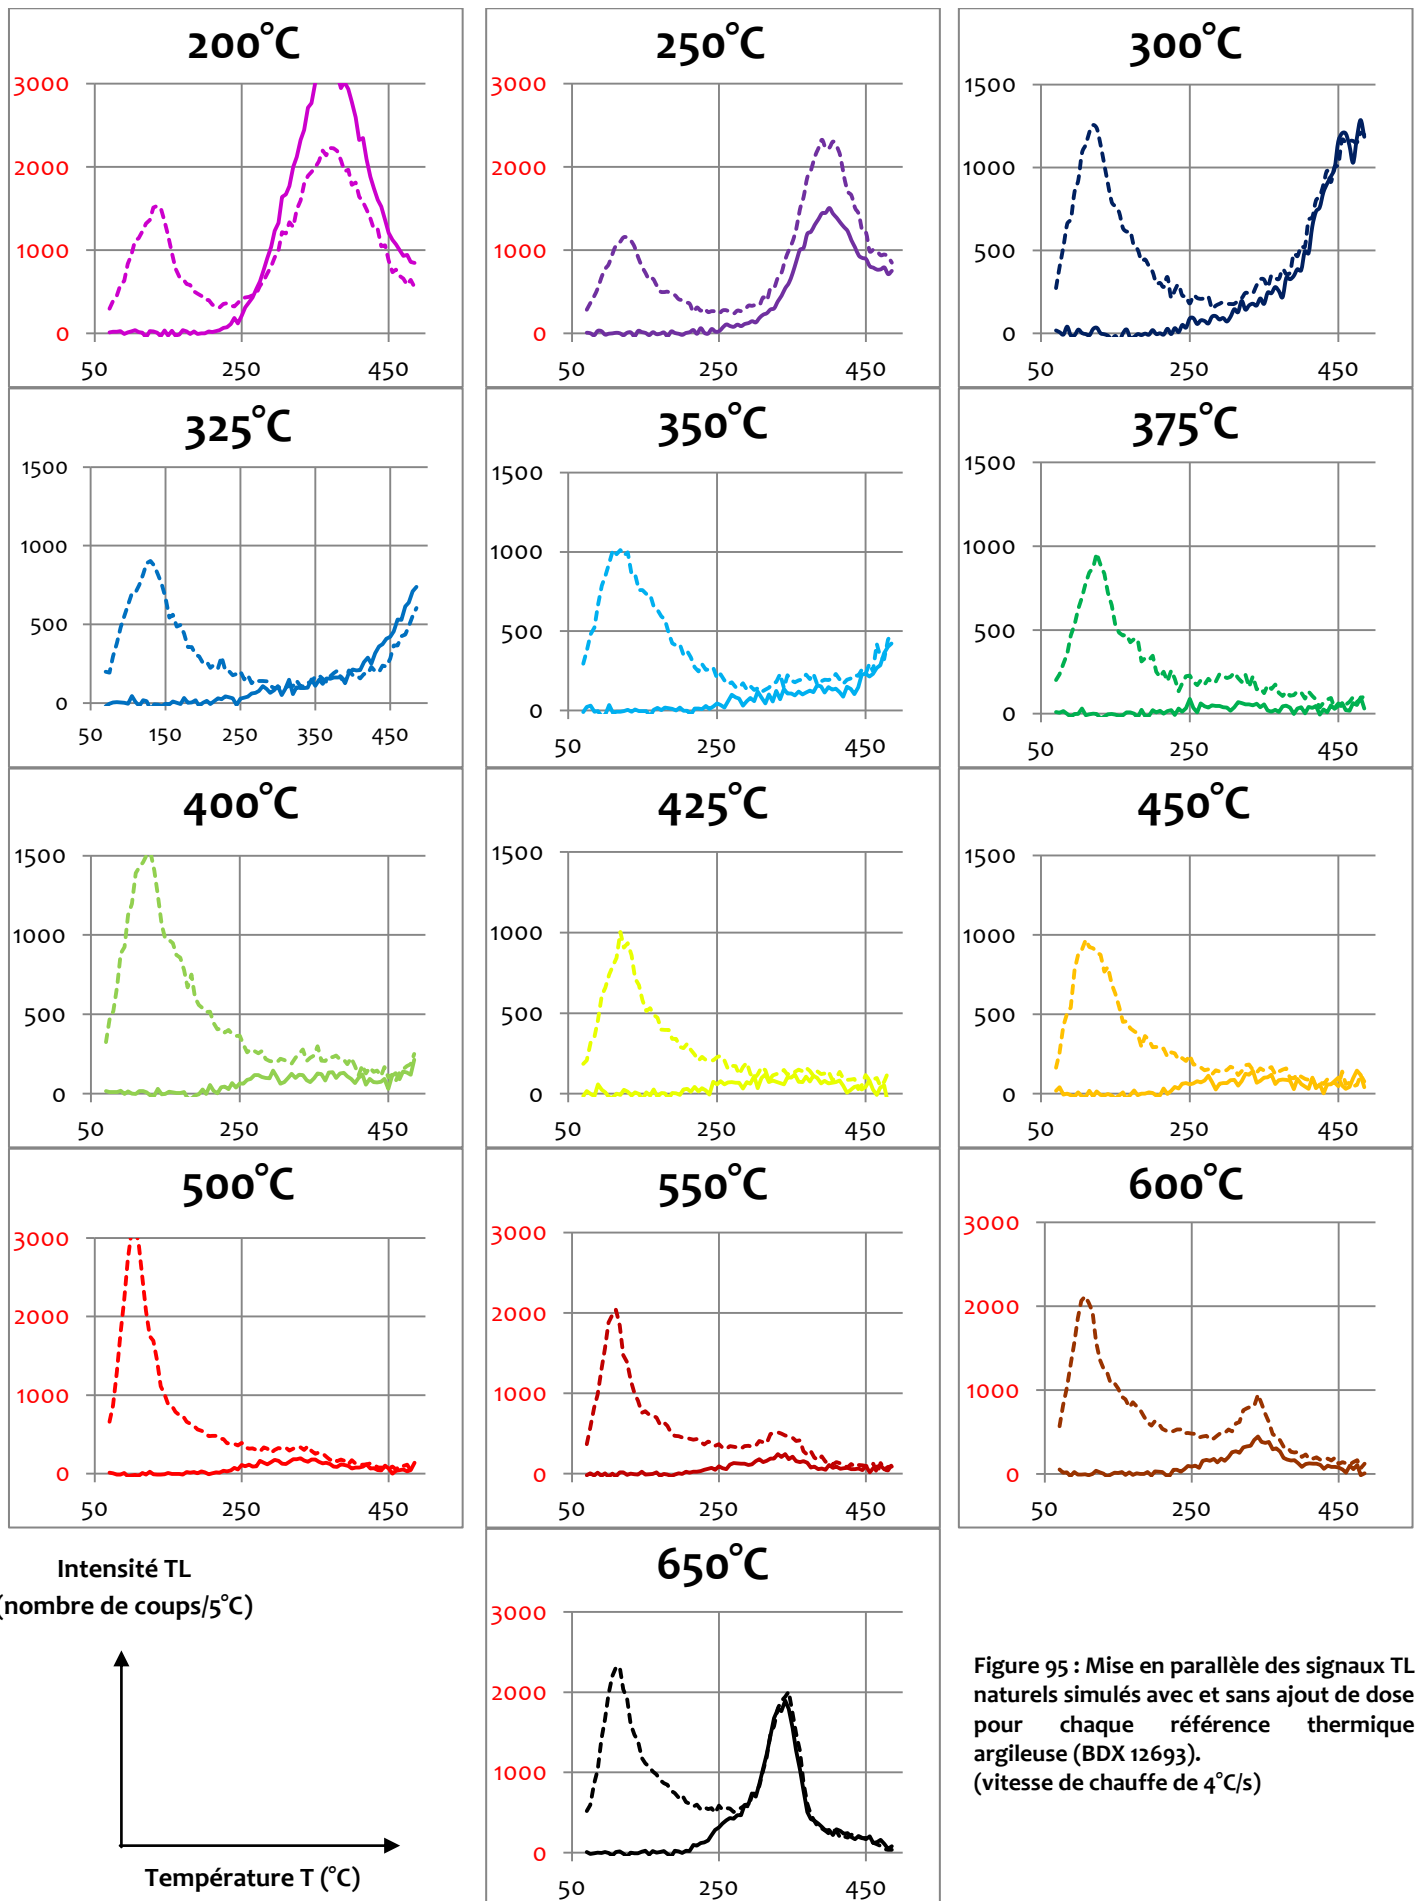 200°C
3000
2000
1000
0
50 250 450
250°C
3000
2000
1000
0
50 250 450
300°C
1500
1000
500
0
50 250 450
325°C
1500
1000
500
0
50 150 250 350 450
350°C
1500
1000
500
0
50 250 450
375°C
1500
1000
500
0
50 250 450
400°C
1500
1000
500
0
50 250 450
425°C
1500
1000
500
0
50 250 450
450°C
1500
1000
500
0
50 250 450
500°C
3000
2000
1000
0
50 250 450
550°C
3000
2000
1000
0
50 250 450
600°C
3000
2000
1000
0
50 250 450
650°C
3000
2000
1000
0
50 250 450
Intensité TL
(nombre de coups/5°C)
Température T (°C)
Figure 95 : Mise en parallèle des signaux TL
naturels simulés avec et sans ajout de dose
pour chaque référence thermique
argileuse (BDX 12693).
(vitesse de chauffe de 4°C/s)